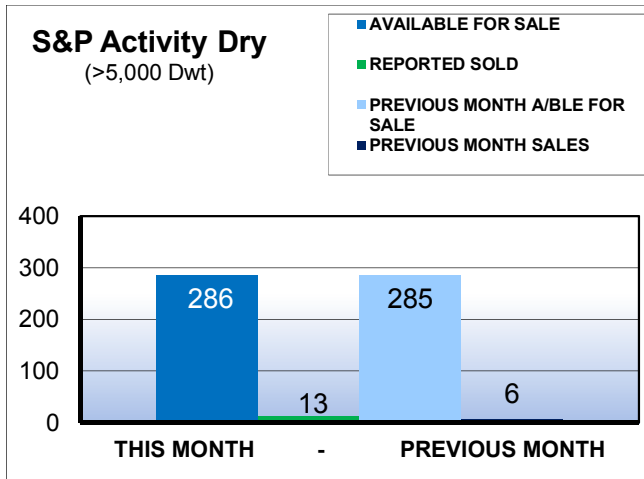 S&P Activity Dry
(>5,000 Dwt)
AVAILABLE FOR SALE
REPORTED SOLD
PREVIOUS MONTH A/BLE FOR
SALE
PREVIOUS MONTH SALES
400
300
200
100
0
286
13
285
6
THIS MONTH - PREVIOUS MONTH